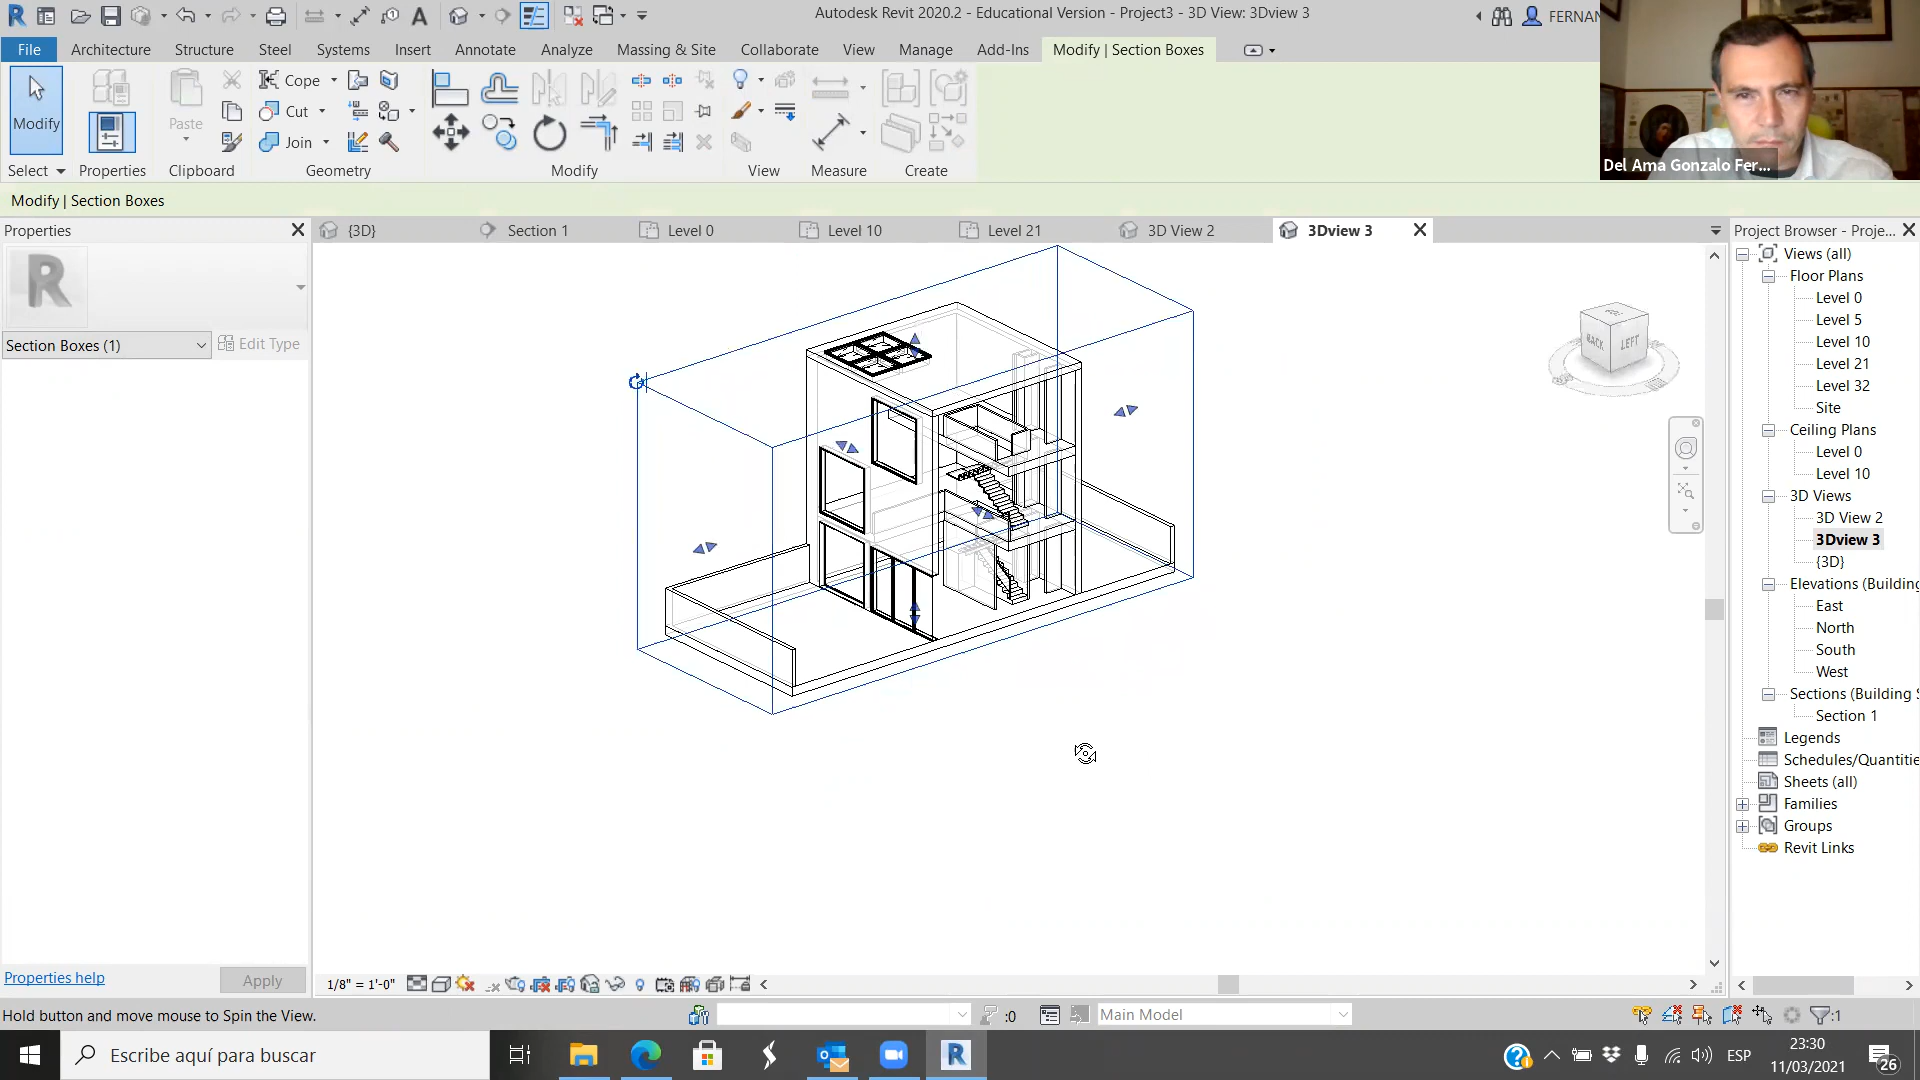 Autodesk Revit 2020.2 - Educational Version - Project3 - 3D View: 3Dview 3
FERNAN
File Architecture Structure Steel Systems Insert Annotate Analyze Massing & Site Collaborate View Manage Add-Ins Modify | Section Boxes
Modify Paste Cope Cut Join
Select Properties Clipboard Geometry Modify View Measure Create
Del Ama Gonzalo Fer...
Modify | Section Boxes
Properties
{3D} Section 1 Level 0 Level 10 Level 21 3D View 2 3Dview 3
Project Browser - Proje...
Section Boxes (1) Edit Type
BACK LEFT
Views (all)
Floor Plans
Level 0
Level 5
Level 10
Level 21
Level 32
Site
Ceiling Plans
Level 0
Level 10
3D Views
3D View 2
3Dview 3
{3D}
Elevations (Building
East
North
South
West
Sections (Building S
Section 1
Legends
Schedules/Quantitie
Sheets (all)
Families
Groups
Revit Links
Properties help Apply
1/8" = 1'-0"
Hold button and move mouse to Spin the View.
:0
Main Model
:1
Escribe aquí para buscar
ESP
23:30
11/03/2021
26